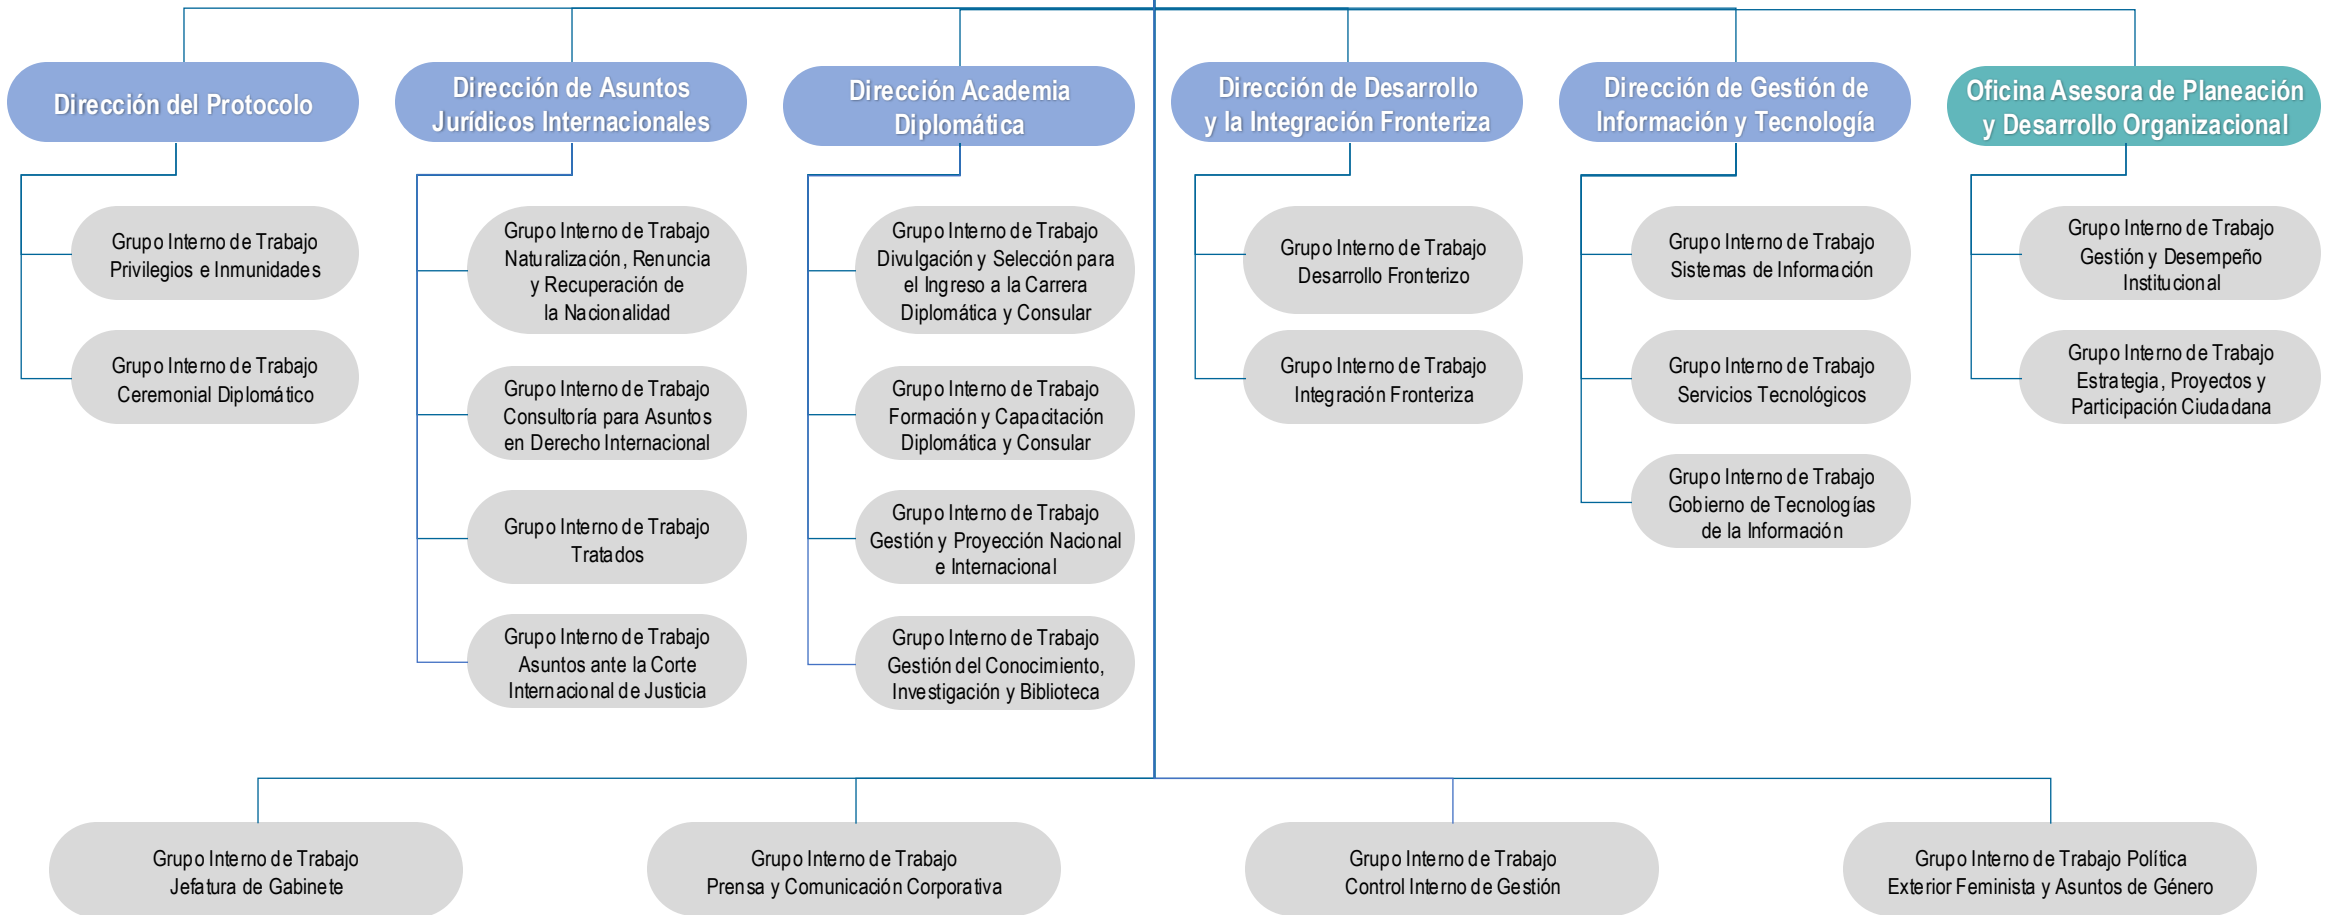 Dirección del Protocolo
Grupo Interno de Trabajo
Privilegios e Inmunidades
Grupo Interno de Trabajo
Ceremonial Diplomático
Dirección de Asuntos
Jurídicos Internacionales
Grupo Interno de Trabajo
Naturalización, Renuncia
y Recuperación de
la Nacionalidad
Grupo Interno de Trabajo
Consultoría para Asuntos
en Derecho Internacional
Grupo Interno de Trabajo
Tratados
Grupo Interno de Trabajo
Asuntos ante la Corte
Internacional de Justicia
Dirección Academia
Diplomática
Grupo Interno de Trabajo
Divulgación y Selección para
el Ingreso a la Carrera
Diplomática y Consular
Grupo Interno de Trabajo
Formación y Capacitación
Diplomática y Consular
Grupo Interno de Trabajo
Gestión y Proyección Nacional
e Internacional
Grupo Interno de Trabajo
Gestión del Conocimiento,
Investigación y Biblioteca
Dirección de Desarrollo
y la Integración Fronteriza
Grupo Interno de Trabajo
Desarrollo Fronterizo
Grupo Interno de Trabajo
Integración Fronteriza
Dirección de Gestión de
Información y Tecnología
Grupo Interno de Trabajo
Sistemas de Información
Grupo Interno de Trabajo
Servicios Tecnológicos
Grupo Interno de Trabajo
Gobierno de Tecnologías
de la Información
Oficina Asesora de Planeación
y Desarrollo Organizacional
Grupo Interno de Trabajo
Gestión y Desempeño
Institucional
Grupo Interno de Trabajo
Estrategia, Proyectos y
Participación Ciudadana
Grupo Interno de Trabajo
Jefatura de Gabinete
Grupo Interno de Trabajo
Prensa y Comunicación Corporativa
Grupo Interno de Trabajo
Control Interno de Gestión
Grupo Interno de Trabajo Política
Exterior Feminista y Asuntos de Género